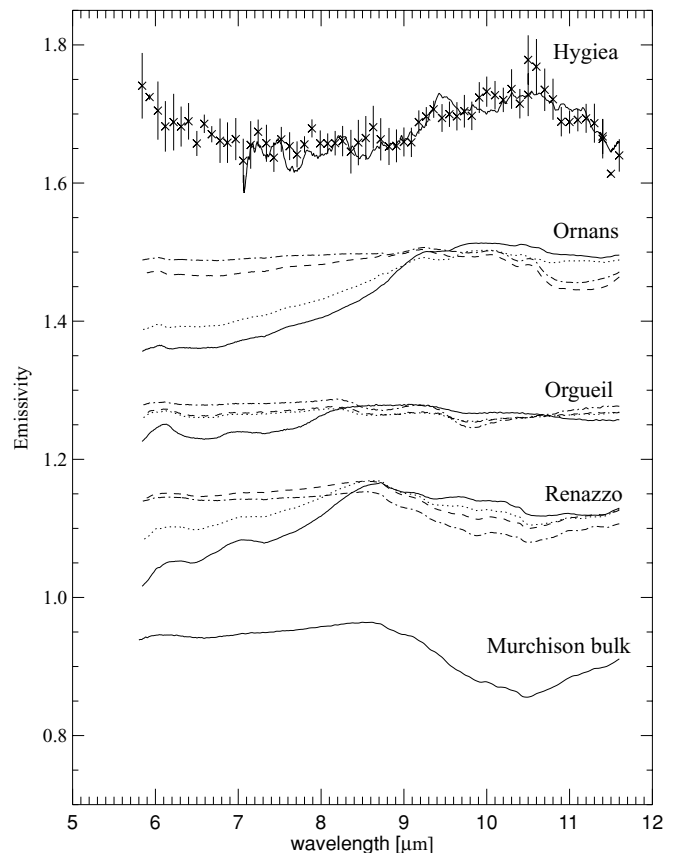 1.8
Hygiea
1.6
Ornans
1.4
Emissivity
Orgueil
1.2
Renazzo
1.0
Murchison bulk
0.8
5 6 7 8 9 10 11 12
wavelength [µm]